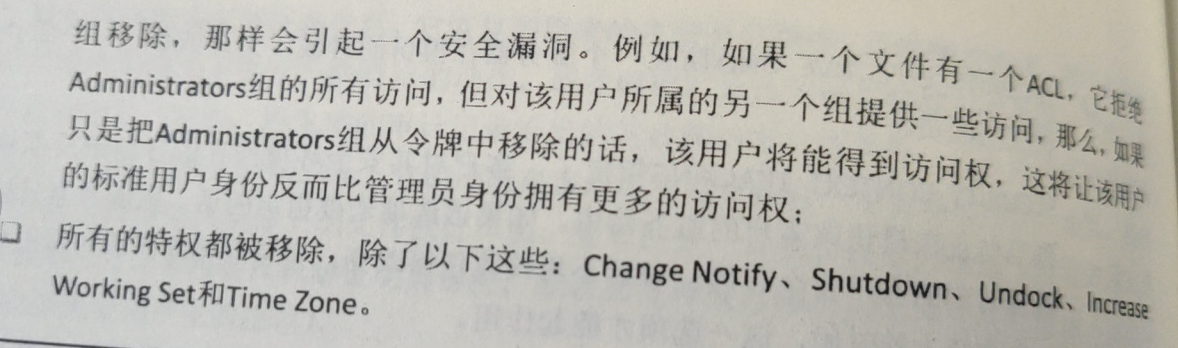 组移除，那样会引起一个安全漏洞。例如，如果一个文件有一个ACL，它拒绝
Administrators组的所有访问，但对该用户所属的另一个组提供一些访问，那么，如果
只是把Administrators组从令牌中移除的话，该用户将能得到访问权，这将让该用户
的标准用户身份反而比管理员身份拥有更多的访问权；
❏ 所有的特权都被移除，除了以下这些：Change Notify、Shutdown、Undock、Increase
Working Set和Time Zone。